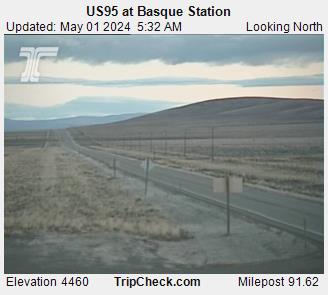 US95 at Basque Station
Updated: May 01 2024 5:32 AM Looking North
Elevation 4460 TripCheck.com Milepost 91.62